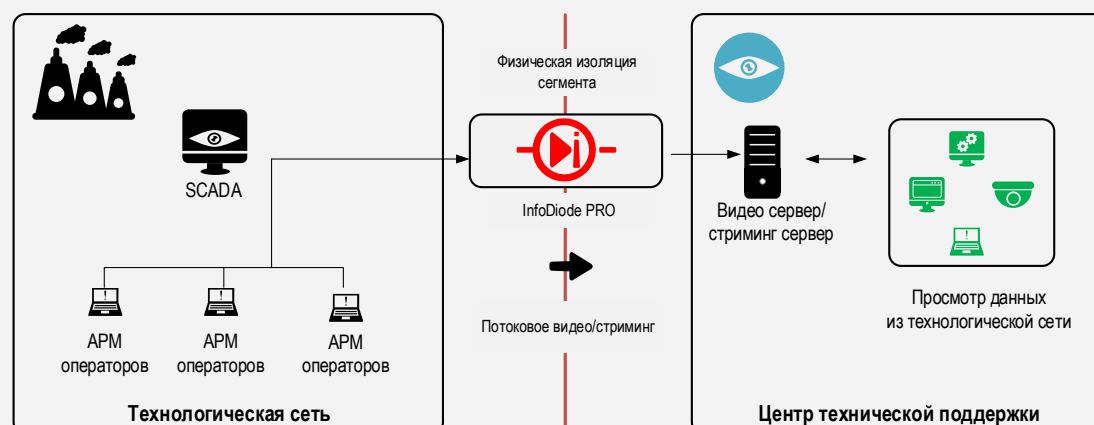 SCADA
АРМ
операторов
АРМ
операторов
АРМ
операторов
Технологическая сеть
Физическая изоляция
сегмента
InfoDiode PRO
Потоковое видео/стриминг
Видео сервер/
стриминг сервер
Просмотр данных
из технологической сети
Центр технической поддержки